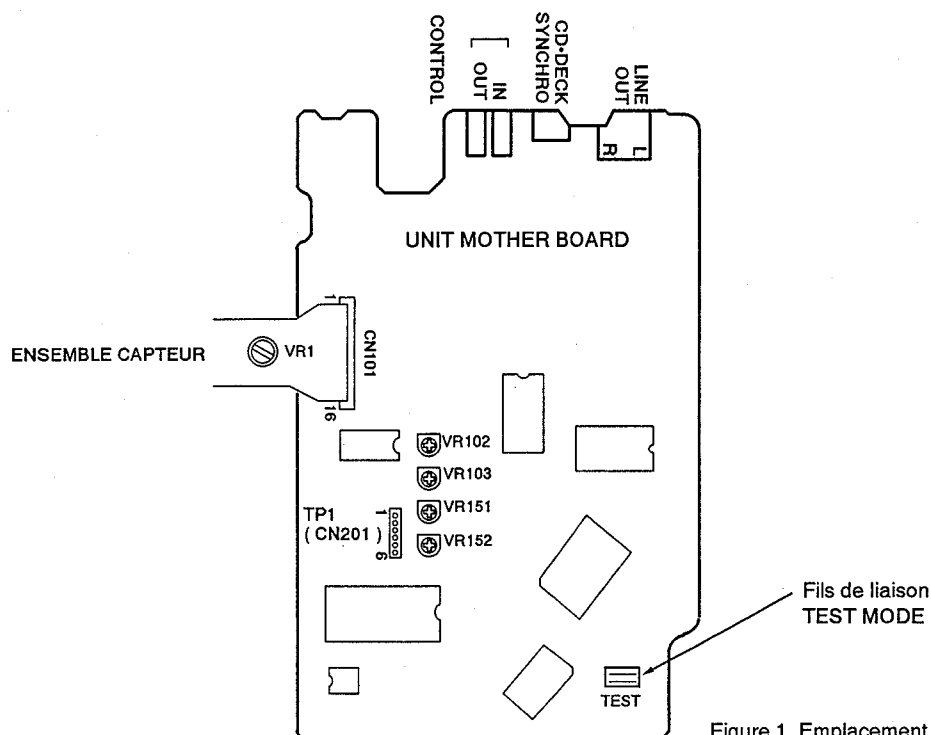 CONTROL
OUT
IN
CD•DECK
SYNCHRO
LINE
OUT
R
L
UNIT MOTHER BOARD
ENSEMBLE CAPTEUR
VR1
1
CN101
16
VR102
VR103
VR151
VR152
TP1
( CN201 )
1
6
Fils de liaison
TEST MODE
TEST
Figure 1 Emplacement